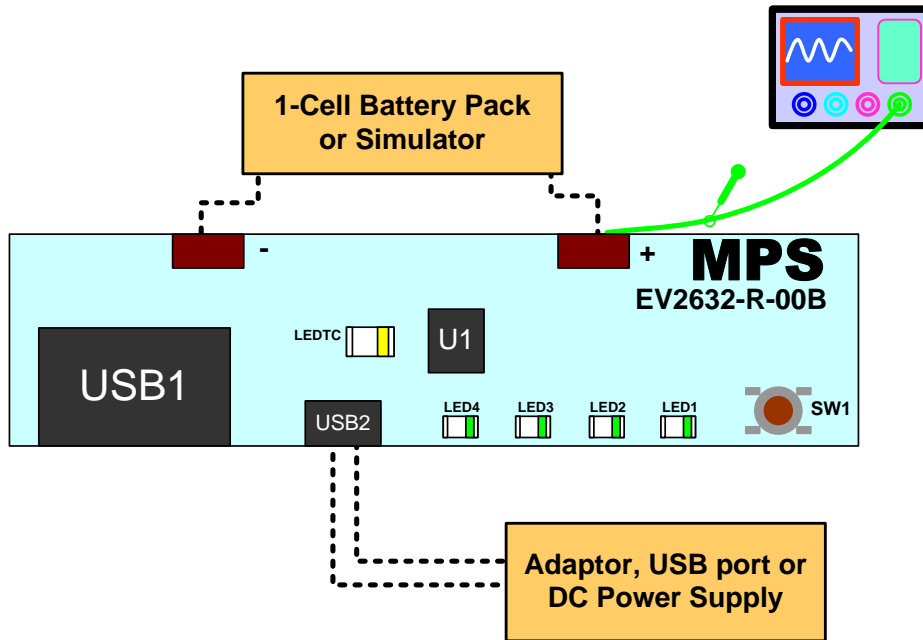 1-Cell Battery Pack
or Simulator
-
+
MPS
EV2632-R-00B
LEDTC
U1
USB1
USB2
LED4
LED3
LED2
LED1
SW1
Adaptor, USB port or
DC Power Supply